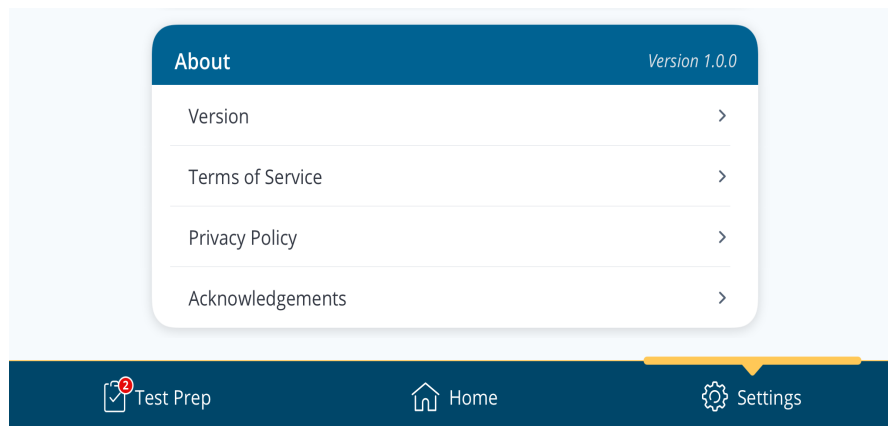 About Version 1.0.0
Version
Terms of Service
Privacy Policy
Acknowledgements
2
Test Prep Home Settings